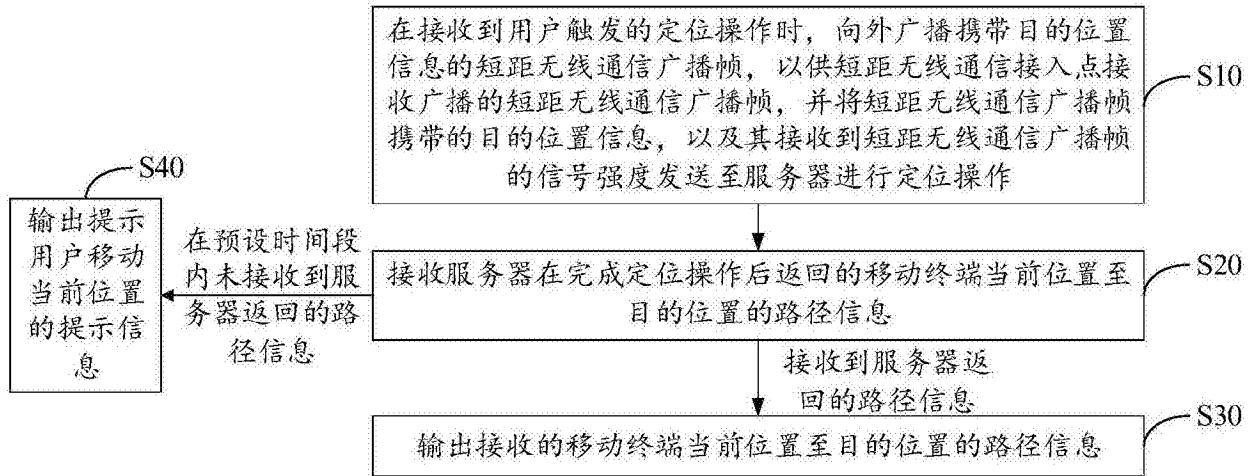 在接收到用户触发的定位操作时，向外广播携带目的位置
信息的短距无线通信广播帧，以供短距无线通信接入点接
收广播的短距无线通信广播帧，并将短距无线通信广播帧
携带的目的位置信息，以及其接收到短距无线通信广播帧
的信号强度发送至服务器进行定位操作
S10
S40
输出提示
用户移动
当前位置
的提示信
息
在预设时间段
内未接收到服
务器返回的路
径信息
接收服务器在完成定位操作后返回的移动终端当前位置至
目的位置的路径信息
S20
接收到服务器返
回的路径信息
输出接收的移动终端当前位置至目的位置的路径信息
S30